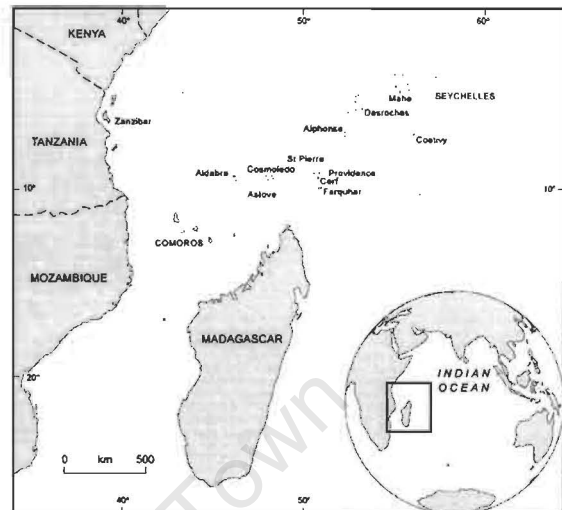 40°
50°
60°
KENYA
Mahe
SEYCHELLES
Desroches
Zanzibar
Alphonse
Coetivy
TANZANIA
St Pierre
Cosmoledo
Providence
Aldabra
Cerf
10°
Farquhar
10°
Astove
COMOROS
MOZAMBIQUE
MADAGASCAR
INDIAN
OCEAN
20°
0 km 500
Town
40°
50°